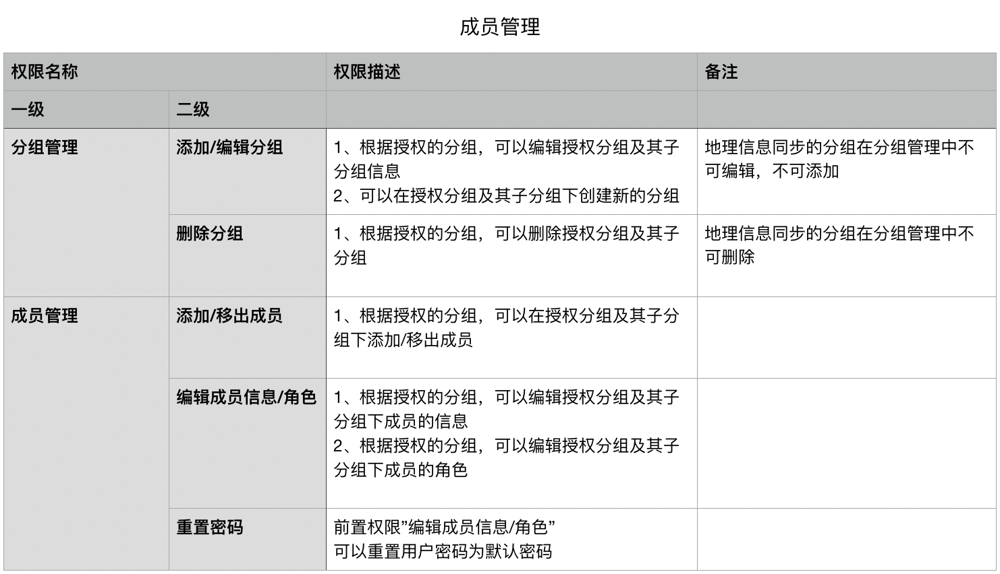 成员管理
权限名称
权限描述
备注
一级
二级
分组管理
添加/编辑分组
1、根据授权的分组，可以编辑授权分组及其子
分组信息
2、可以在授权分组及其子分组下创建新的分组
地理信息同步的分组在分组管理中不
可编辑，不可添加
删除分组
1、根据授权的分组，可以删除授权分组及其子
分组
地理信息同步的分组在分组管理中不
可删除
成员管理
添加/移出成员
1、根据授权的分组，可以在授权分组及其子分
组下添加/移出成员
编辑成员信息/角色
1、根据授权的分组，可以编辑授权分组及其子
分组下成员的信息
2、根据授权的分组，可以编辑授权分组及其子
分组下成员的角色
重置密码
前置权限”编辑成员信息/角色”
可以重置用户密码为默认密码